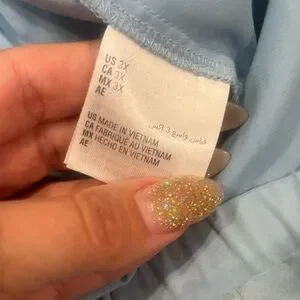 US 3X
CA 3X
MX 3X
AE
US MADE IN VIETNAM
CA FABRIQUÉ AU VIETNAM
MX HECHO EN VIETNAM
AE